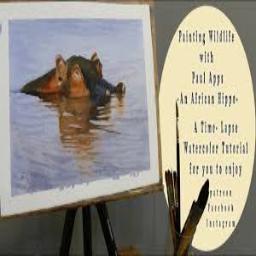 Painting Wildlife
with
Paul Apps
-An African Hippo-
A Time- Lapse
Watercolor Tutorial
for you to enjoy
patreon
Facebook
Instagram